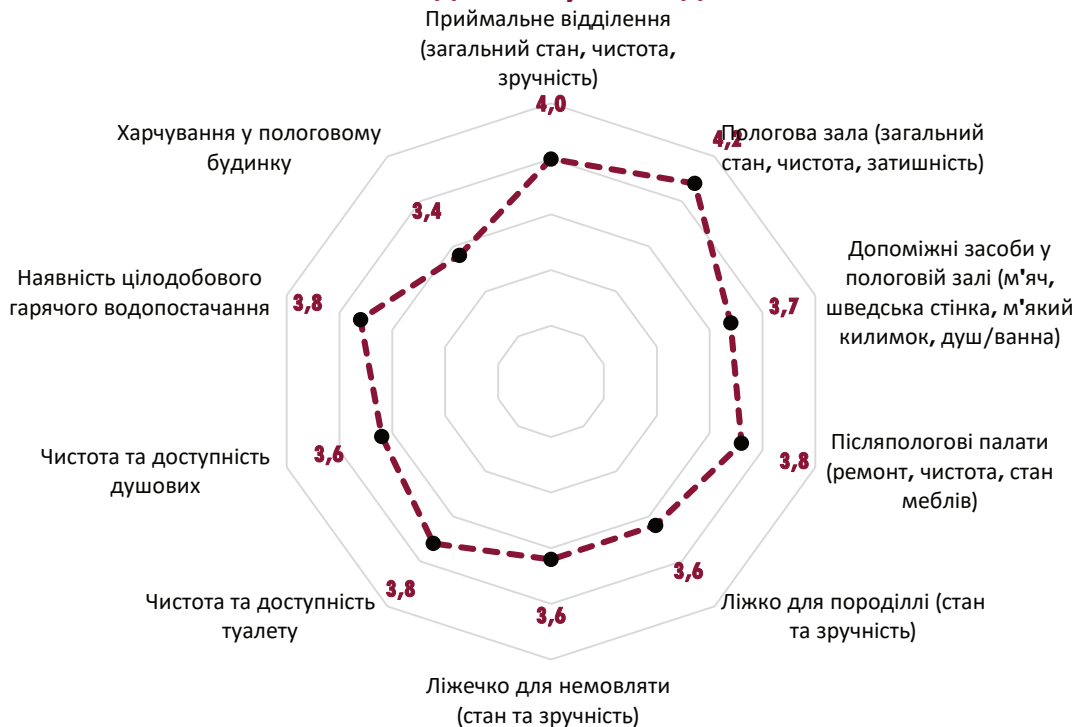 Приймальне відділення
(загальний стан, чистота,
зручність)
4,0
Пологова зала (загальний
стан, чистота, затишність)
4,2
Допоміжні засоби у
пологовій залі (м'яч,
шведська стінка, м'який
килимок, душ/ванна)
3,7
Післяпологові палати
(ремонт, чистота, стан
меблів)
3,8
Ліжко для породіллі (стан
та зручність)
3,6
Ліжечко для немовляти
(стан та зручність)
3,6
Чистота та доступність
туалету
3,8
Чистота та доступність
душових
3,6
Наявність цілодобового
гарячого водопостачання
3,8
Харчування у пологовому
будинку
3,4